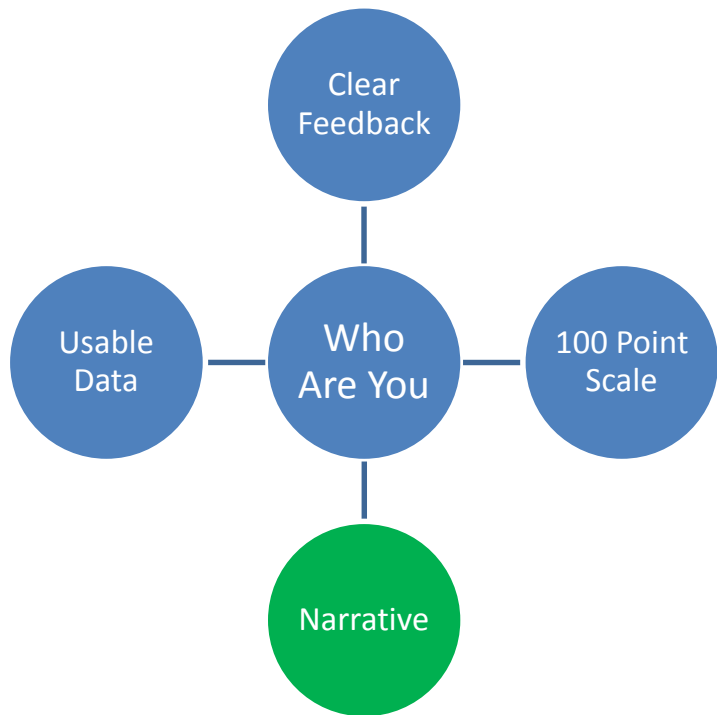 Clear
Feedback
Usable
Data
Who
Are You
100 Point
Scale
Narrative